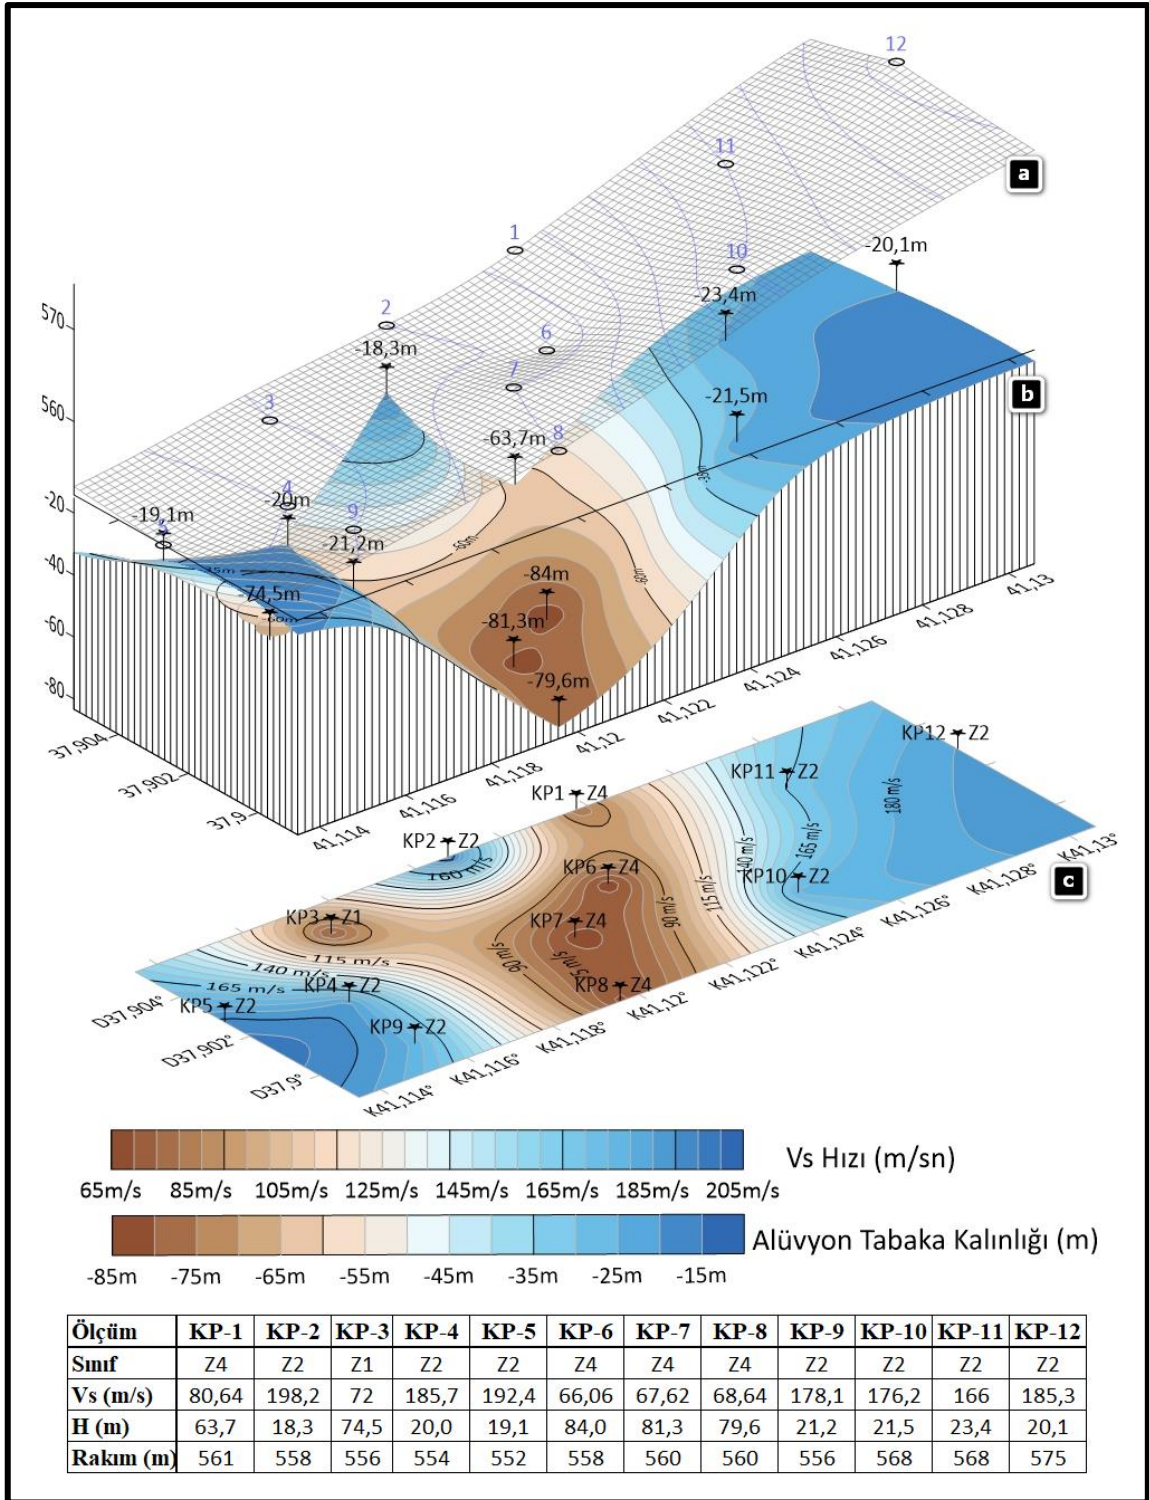 12
11
a
1
10
-20,1m
570
2
-23,4m
6
-18,3m
7
b
560
3
-21,5m
-63,7m
8
4
-20
-20m
-19,1m
9
-21,2m
-60m
-40
-84m
-74,5m
-60m
-60
-81,3m
-79,6m
-80
41,13
41,128
41,126
41,124
41,122
41,12
41,118
41,116
41,114
37,904
37,902
37,9
KP12 Z2
KP11 Z2
KP1 Z4
KP2 Z2
160 m/s
KP6 Z4
180 m/s
165 m/s
140 m/s
KP10 Z2
c
115 m/s
90 m/s
KP3 Z1
KP7 Z4
90 m/s
115 m/s
140 m/s
165 m/s
KP4 Z2
KP8 Z4
KP5 Z2
KP9 Z2
K41,13°
K41,128°
K41,126°
K41,124°
K41,122°
K41,12°
K41,118°
K41,116°
K41,114°
D37,904°
D37,902°
D37,9°
Vs Hızı (m/sn)
65m/s 85m/s 105m/s 125m/s 145m/s 165m/s 185m/s 205m/s
Alüvyon Tabaka Kalınlığı (m)
-85m -75m -65m -55m -45m -35m -25m -15m
Ölçüm KP-1 KP-2 KP-3 KP-4 KP-5 KP-6 KP-7 KP-8 KP-9 KP-10 KP-11 KP-12
Sınıf Z4 Z2 Z1 Z2 Z2 Z4 Z4 Z4 Z2 Z2 Z2 Z2
Vs (m/s) 80,64 198,2 72 185,7 192,4 66,06 67,62 68,64 178,1 176,2 166 185,3
H (m) 63,7 18,3 74,5 20,0 19,1 84,0 81,3 79,6 21,2 21,5 23,4 20,1
Rakım (m) 561 558 556 554 552 558 560 560 556 568 568 575